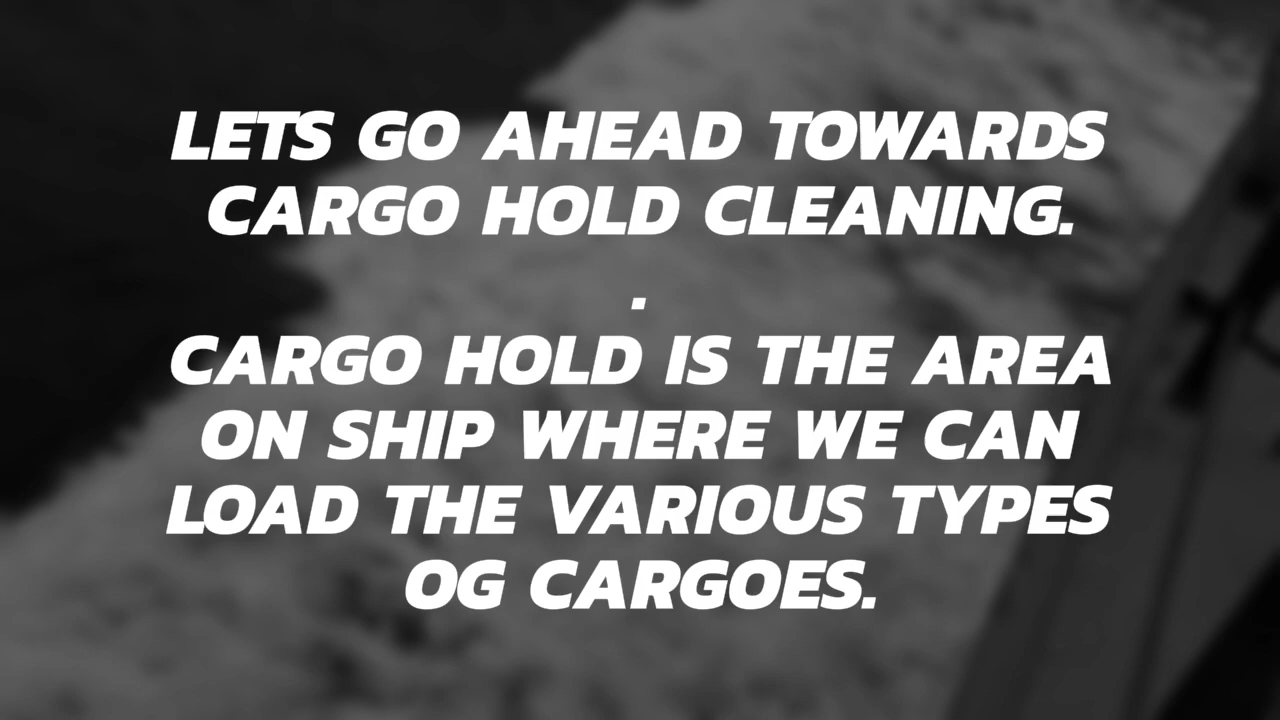 LETS GO AHEAD TOWARDS
CARGO HOLD CLEANING.
.
CARGO HOLD IS THE AREA
ON SHIP WHERE WE CAN
LOAD THE VARIOUS TYPES
OG CARGOES.